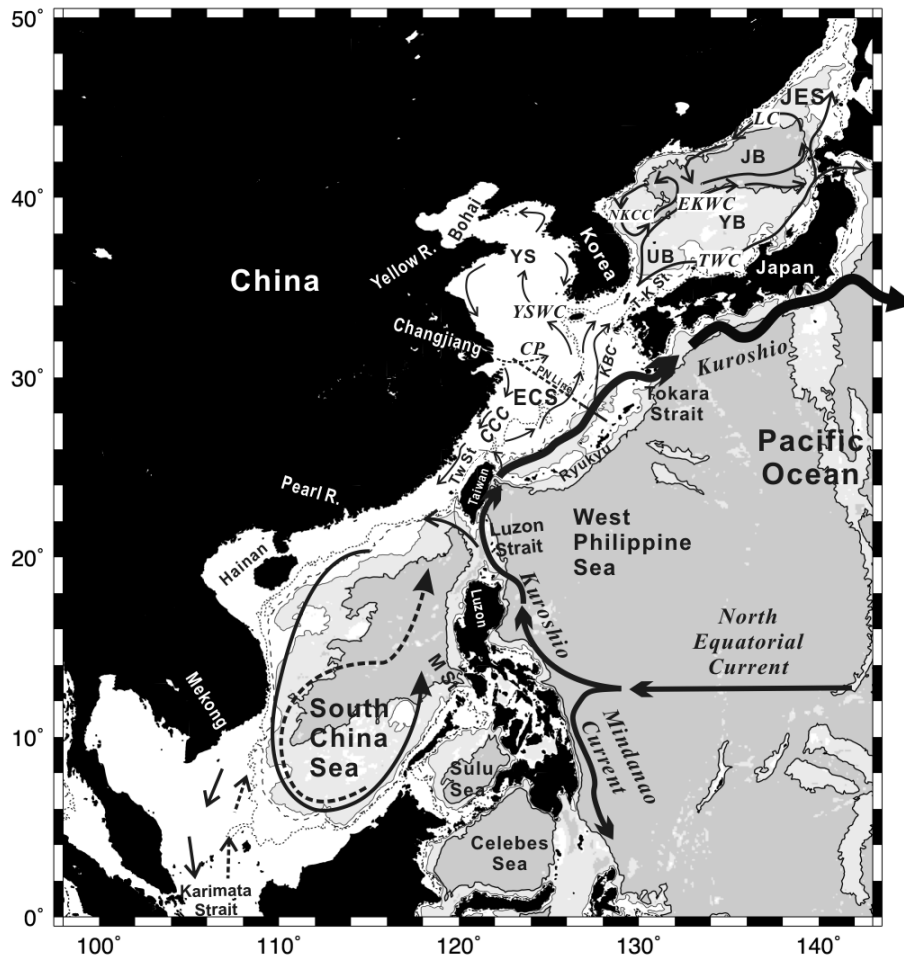 50°
40°
30°
20°
10°
0°
100°
110°
120°
130°
140°
JES
LC
JB
NKCC
EKWC
YB
UB
TWC
Japan
T-K St
Korea
Bohai
Yellow R.
YS
YSWC
China
Changjiang
CP
PN Line
KBC
ECS
CCC
Tw St
Taiwan
Ryukyu
Tokara
Strait
Kuroshio
Pacific
Ocean
Pearl R.
Hainan
Luzon
Strait
West
Philippine
Sea
Luzon
Kuroshio
North
Equatorial
Current
Mindanao
Current
Mekong
M. St
South
China
Sea
Sulu
Sea
Celebes
Sea
Karimata
Strait